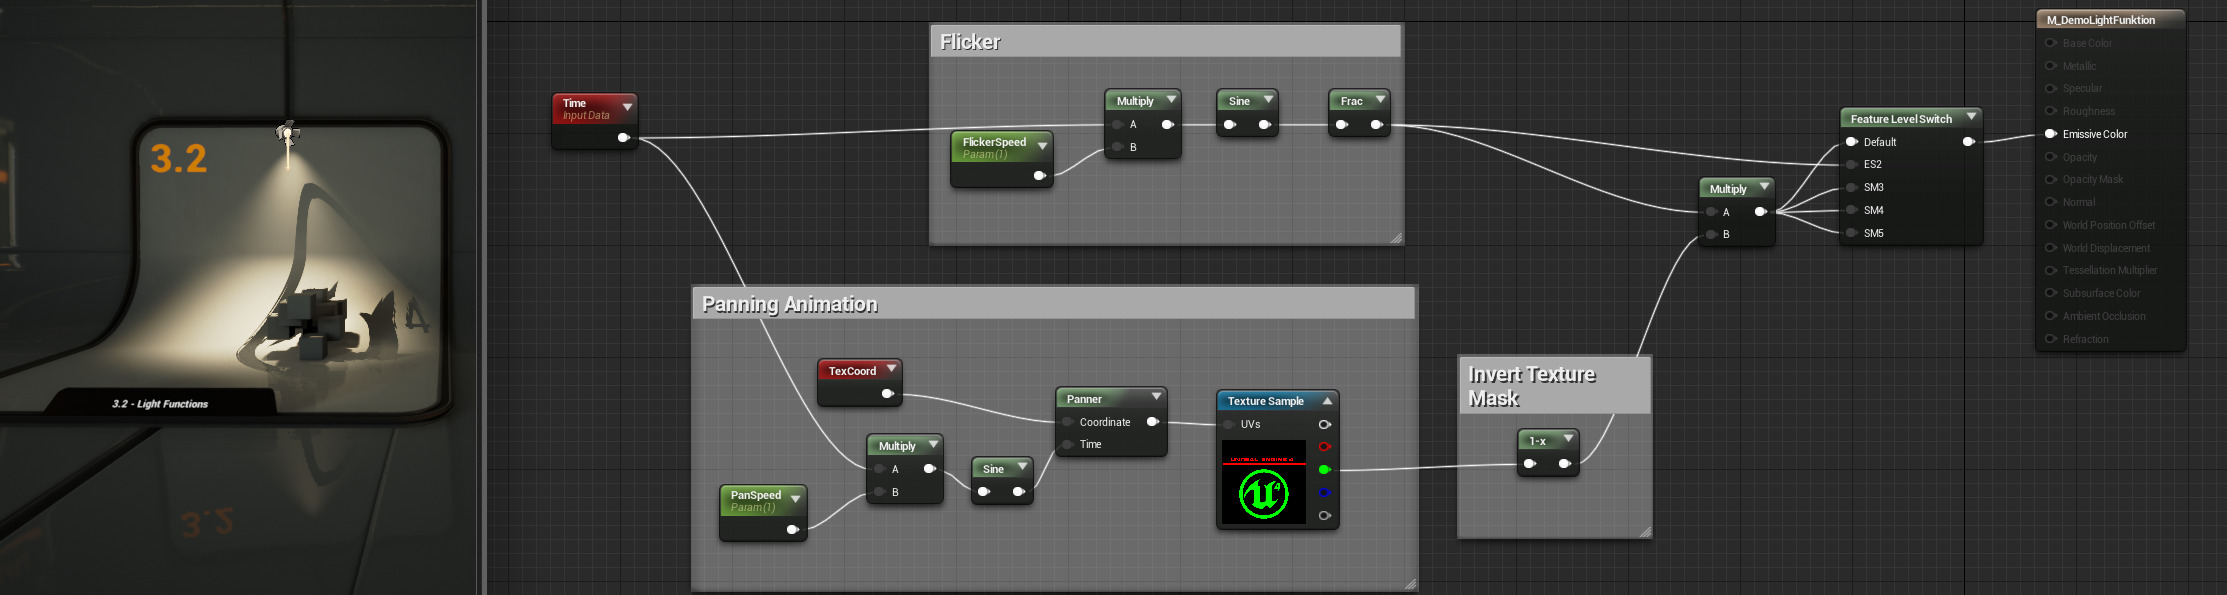 3.2
3.2 - Light Functions
3.2
Flicker
Time
Input Data
FlickerSpeed
Param(1)
Multiply
A
B
Sine
Frac
Panning Animation
TexCoord
Multiply
A
B
PanSpeed
Param(1)
Sine
Panner
Coordinate
Time
Texture Sample
UVs
Invert Texture
Mask
1-x
Multiply
A
B
Feature Level Switch
Default
ES2
SM3
SM4
SM5
M_DemoLightFunktion
Base Color
Metallic
Specular
Roughness
Emissive Color
Opacity
Opacity Mask
Normal
World Position Offset
World Displacement
Tessellation Multiplier
Subsurface Color
Ambient Occlusion
Refraction